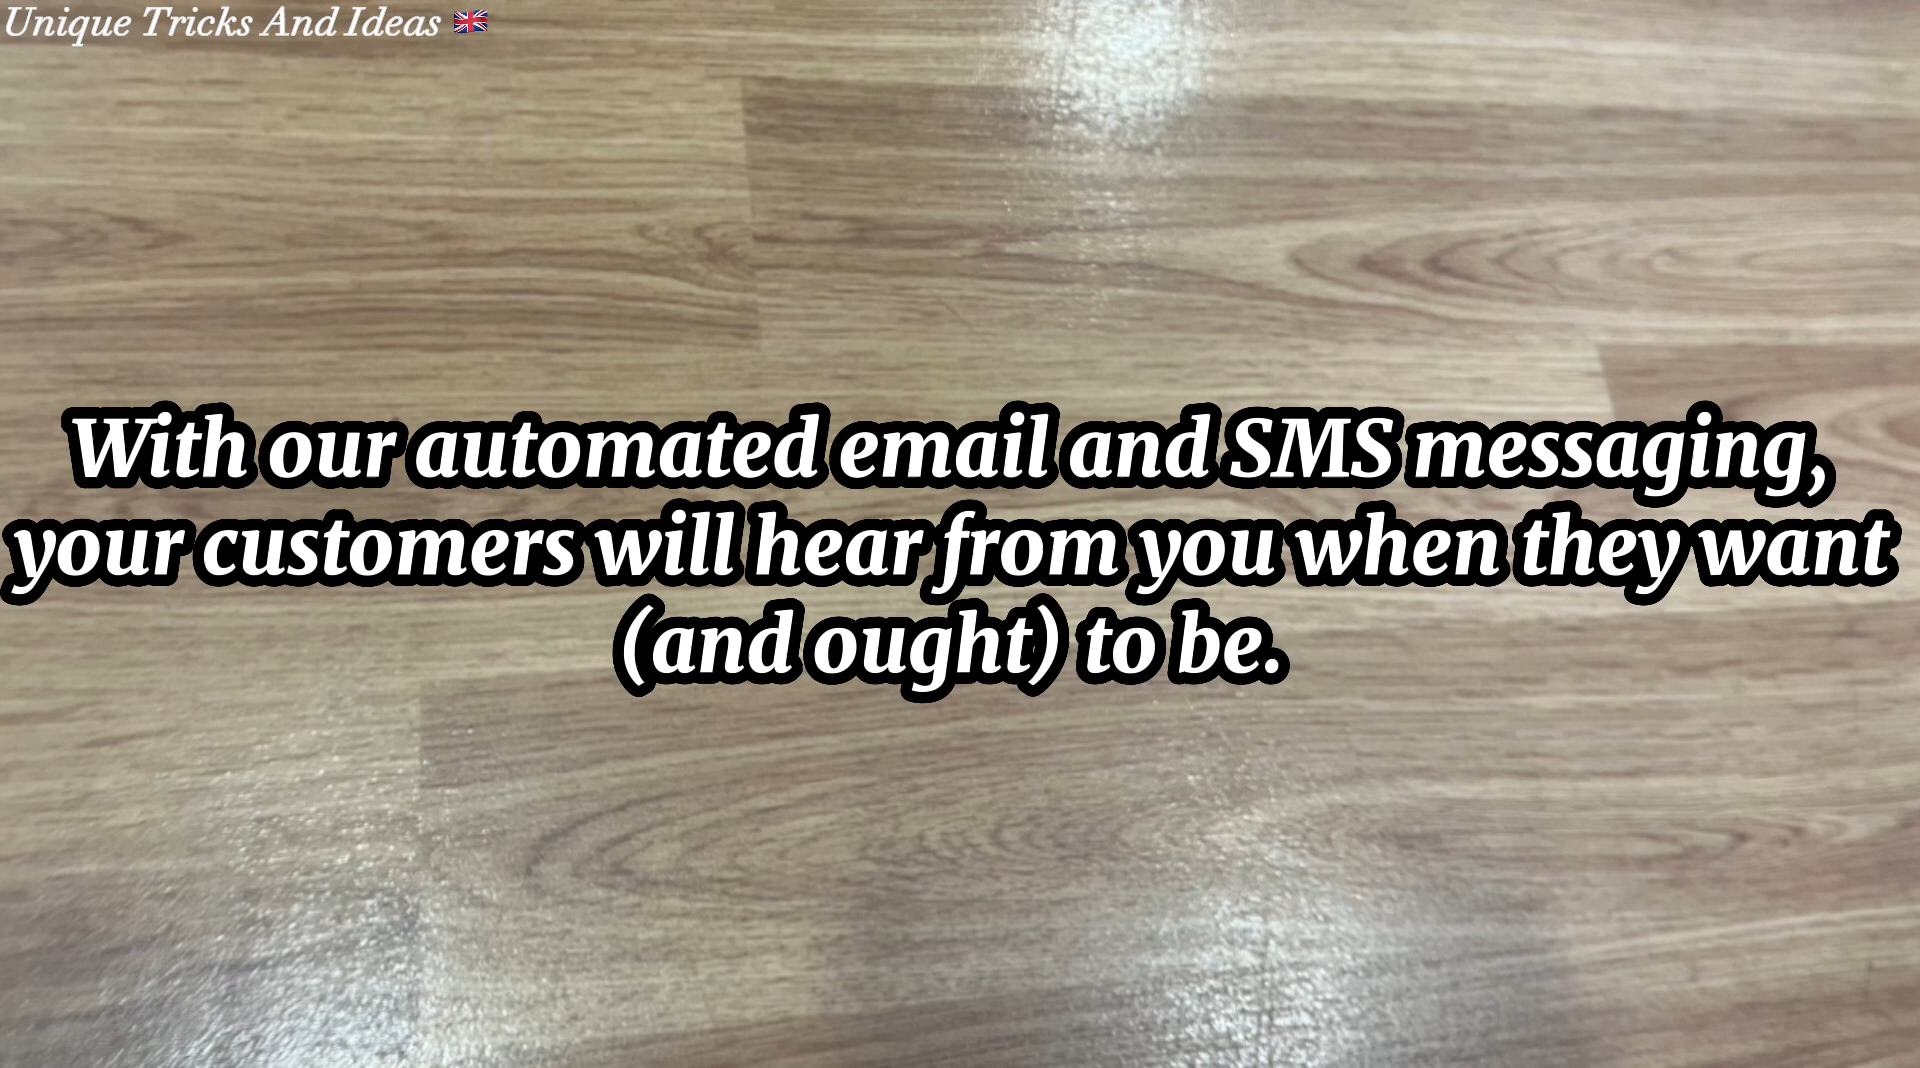 Unique Tricks And Ideas 🇬🇧
With our automated email and SMS messaging,
your customers will hear from you when they want
(and ought) to be.